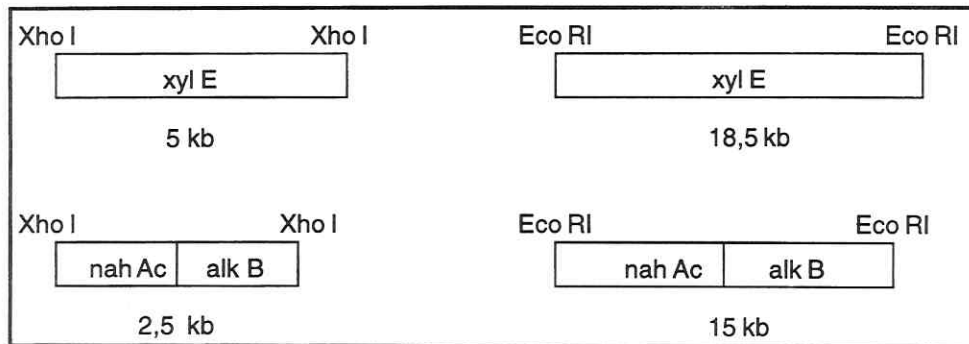 Xho I Xho I Eco RI Eco RI
xyl E xyl E
5 kb 18,5 kb
Xho I Xho I Eco RI Eco RI
nah Ac alk B nah Ac alk B
2,5 kb 15 kb